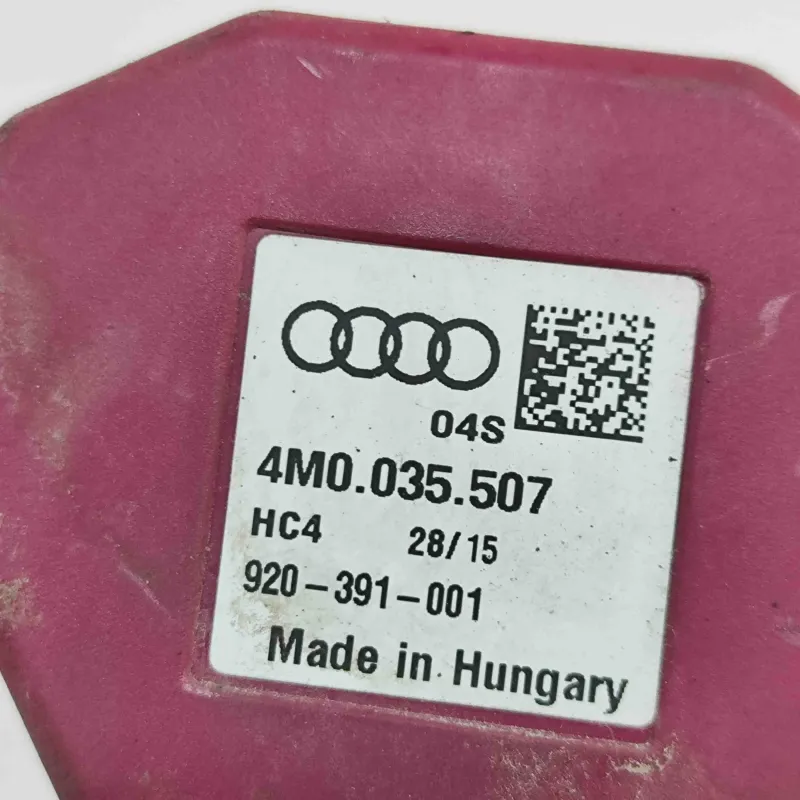 04S
4M0.035.507
HC4 28/15
920-391-001
Made in Hungary